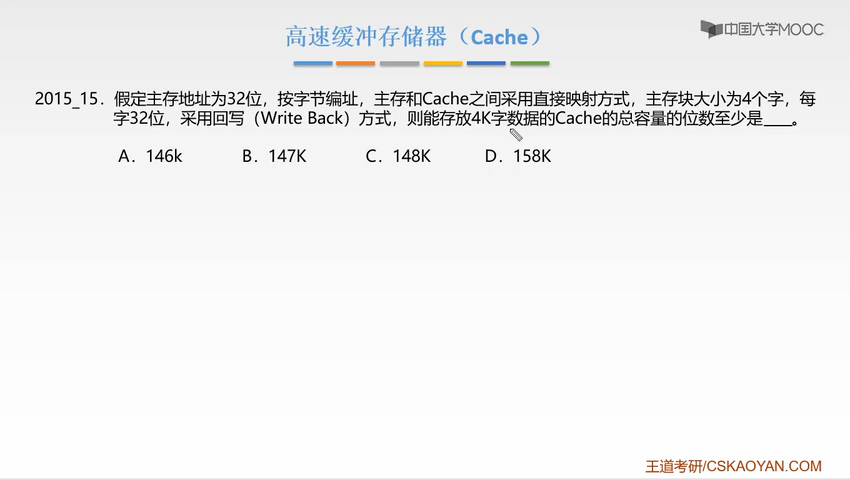 高速缓冲存储器（Cache）
中国大学MOOC
2015_15．假定主存地址为32位，按字节编址，主存和Cache之间采用直接映射方式，主存块大小为4个字，每
字32位，采用回写（Write Back）方式，则能存放4K字数据的Cache的总容量的位数至少是____。
A．146k B．147K C．148K D．158K
王道考研/CSKAOYAN.COM